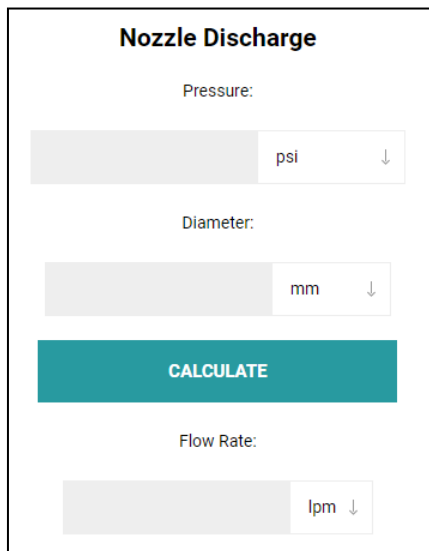 Nozzle Discharge
Pressure:
psi
Diameter:
mm
CALCULATE
Flow Rate:
lpm